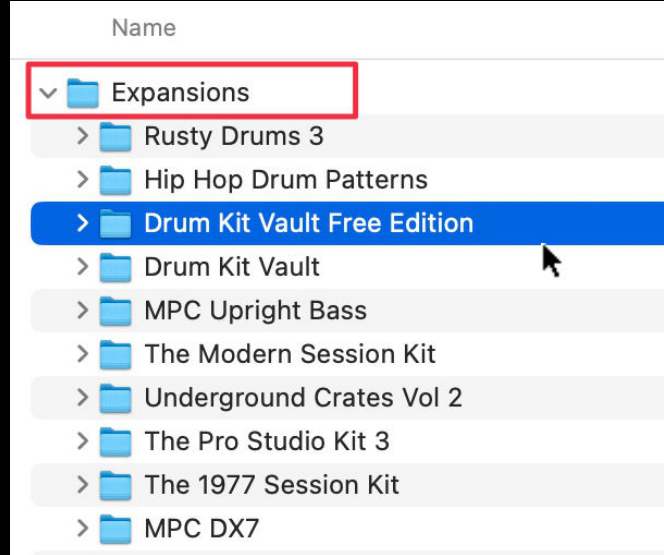 Name
Expansions
Rusty Drums 3
Hip Hop Drum Patterns
Drum Kit Vault Free Edition
Drum Kit Vault
MPC Upright Bass
The Modern Session Kit
Underground Crates Vol 2
The Pro Studio Kit 3
The 1977 Session Kit
MPC DX7